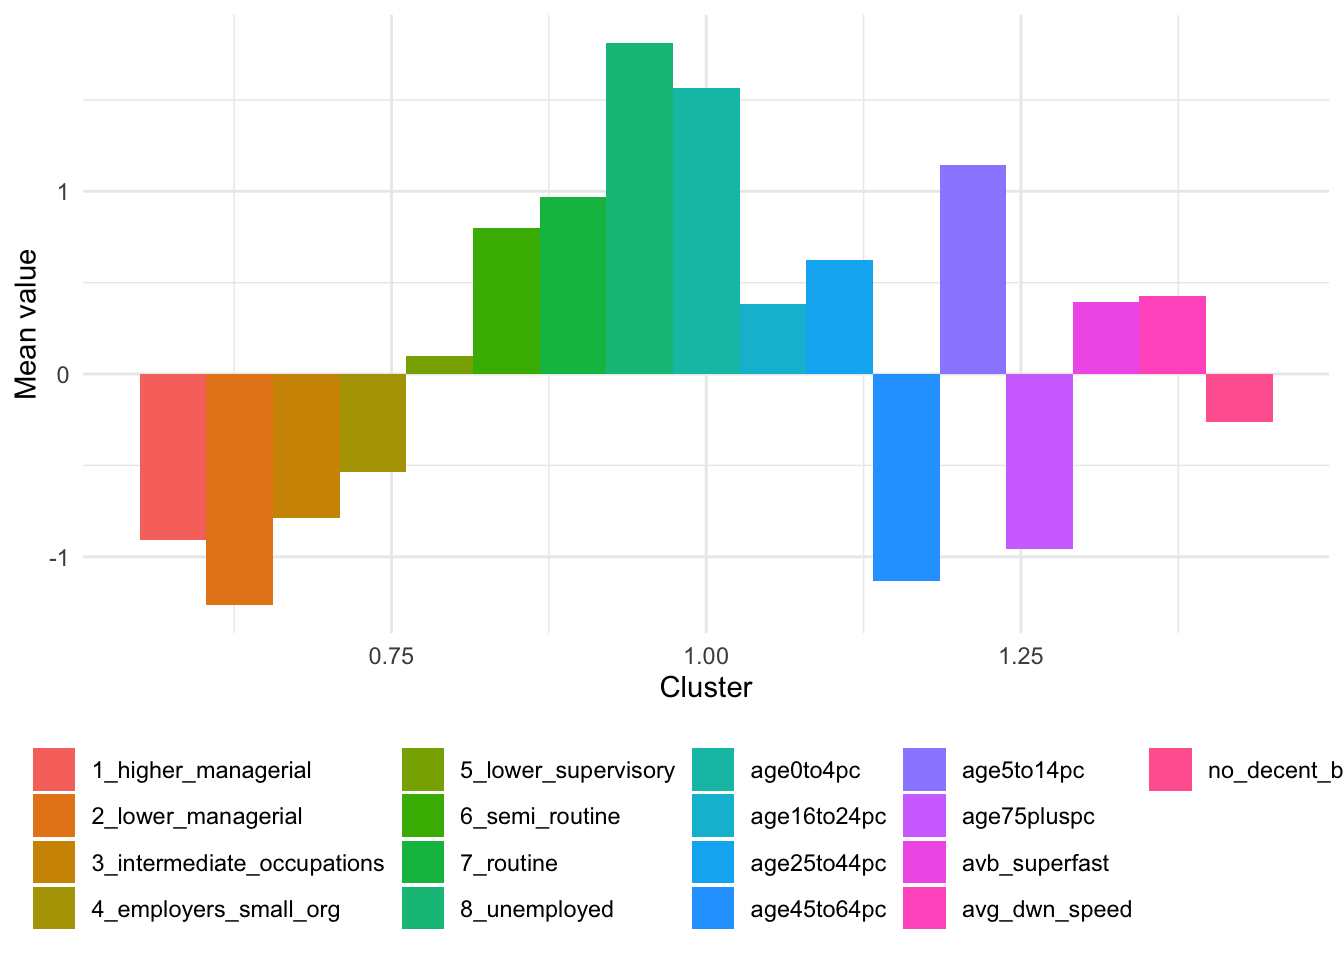 Mean value
1
0
-1
0.75 1.00 1.25
Cluster
1_higher_managerial 5_lower_supervisory age0to4pc age5to14pc no_decent_b
2_lower_managerial 6_semi_routine age16to24pc age75pluspc
3_intermediate_occupations 7_routine age25to44pc avb_superfast
4_employers_small_org 8_unemployed age45to64pc avg_dwn_speed